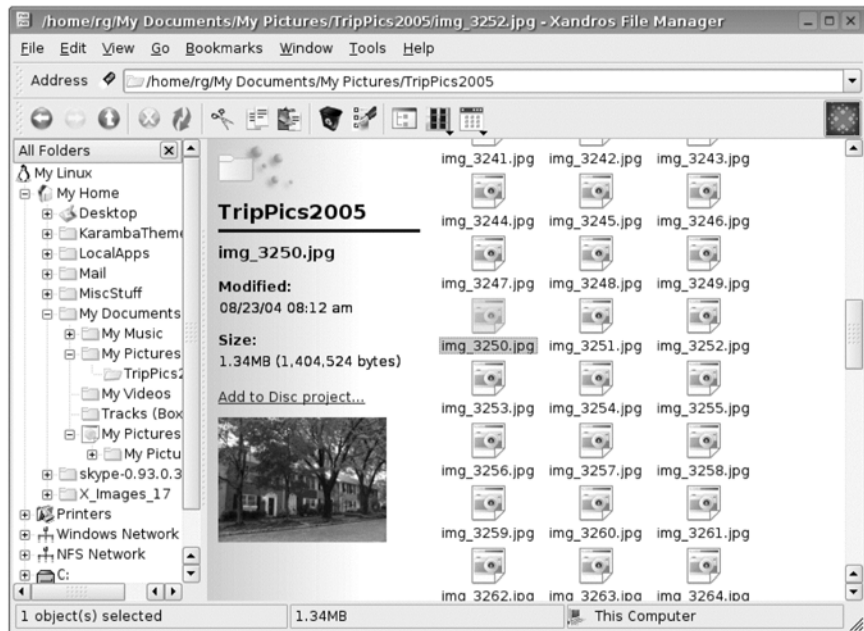 /home/rg/My Documents/My Pictures/TripPics2005/img_3252.jpg - Xandros File Manager
File Edit View Go Bookmarks Window Tools Help
Address /home/rg/My Documents/My Pictures/TripPics2005
All Folders
My Linux
My Home
Desktop
KarambaTheme
LocalApps
Mail
MiscStuff
My Documents
My Music
My Pictures
TripPics2
My Videos
Tracks (Box
My Pictures
My Pictu
skype-0.93.0.3
X_Images_17
Printers
Windows Network
NFS Network
C:
TripPics2005
img_3250.jpg
Modified:
08/23/04 08:12 am
Size:
1.34MB (1,404,524 bytes)
Add to Disc project...
img_3241.jpg img_3242.jpg img_3243.jpg
img_3244.jpg img_3245.jpg img_3246.jpg
img_3247.jpg img_3248.jpg img_3249.jpg
img_3250.jpg img_3251.jpg img_3252.jpg
img_3253.jpg img_3254.jpg img_3255.jpg
img_3256.jpg img_3257.jpg img_3258.jpg
img_3259.jpg img_3260.jpg img_3261.jpg
img_3262.jpg img_3263.jpg img_3264.jpg
1 object(s) selected 1.34MB This Computer